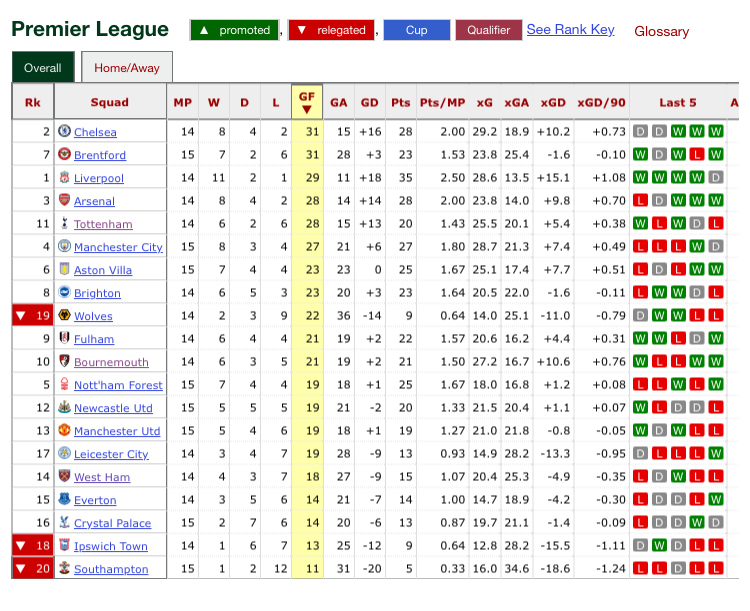 Premier League ▲ promoted , ▼ relegated , Cup Qualifier See Rank Key Glossary
Overall Home/Away
Rk Squad MP W D L GF ▼ GA GD Pts Pts/MP xG xGA xGD xGD/90 Last 5 A
2 Chelsea 14 8 4 2 31 15 +16 28 2.00 29.2 18.9 +10.2 +0.73 D D W W W
7 Brentford 15 7 2 6 31 28 +3 23 1.53 23.8 25.4 -1.6 -0.10 W D W L W
1 Liverpool 14 11 2 1 29 11 +18 35 2.50 28.6 13.5 +15.1 +1.08 W W W W D
3 Arsenal 14 8 4 2 28 14 +14 28 2.00 23.8 14.0 +9.8 +0.70 L D W W W
11 Tottenham 14 6 2 6 28 15 +13 20 1.43 25.5 20.1 +5.4 +0.38 W L W D L
4 Manchester City 15 8 3 4 27 21 +6 27 1.80 28.7 21.3 +7.4 +0.49 L L L W D
6 Aston Villa 15 7 4 4 23 23 0 25 1.67 25.1 17.4 +7.7 +0.51 L D L W W
8 Brighton 14 6 5 3 23 20 +3 23 1.64 20.5 22.0 -1.6 -0.11 L W W D L
▼ 19 Wolves 14 2 3 9 22 36 -14 9 0.64 14.0 25.1 -11.0 -0.79 D W W L L
9 Fulham 14 6 4 4 21 19 +2 22 1.57 20.6 16.2 +4.4 +0.31 W W L D W
10 Bournemouth 14 6 3 5 21 19 +2 21 1.50 27.2 16.7 +10.6 +0.76 W L L W W
5 Nott'ham Forest 15 7 4 4 19 18 +1 25 1.67 18.0 16.8 +1.2 +0.08 L L W L W
12 Newcastle Utd 15 5 5 5 19 21 -2 20 1.33 21.5 20.4 +1.1 +0.07 W L D D L
13 Manchester Utd 15 5 4 6 19 18 +1 19 1.27 21.0 21.8 -0.8 -0.05 W D W L L
17 Leicester City 14 3 4 7 19 28 -9 13 0.93 14.9 28.2 -13.3 -0.95 D L L L W
14 West Ham 14 4 3 7 18 27 -9 15 1.07 20.4 25.3 -4.9 -0.35 L D W L L
15 Everton 14 3 5 6 14 21 -7 14 1.00 14.7 18.9 -4.2 -0.30 L D D L W
16 Crystal Palace 15 2 7 6 14 20 -6 13 0.87 19.7 21.1 -1.4 -0.09 L D D W D
▼ 18 Ipswich Town 14 1 6 7 13 25 -12 9 0.64 12.8 28.2 -15.5 -1.11 D W D L L
▼ 20 Southampton 15 1 2 12 11 31 -20 5 0.33 16.0 34.6 -18.6 -1.24 L L D L L